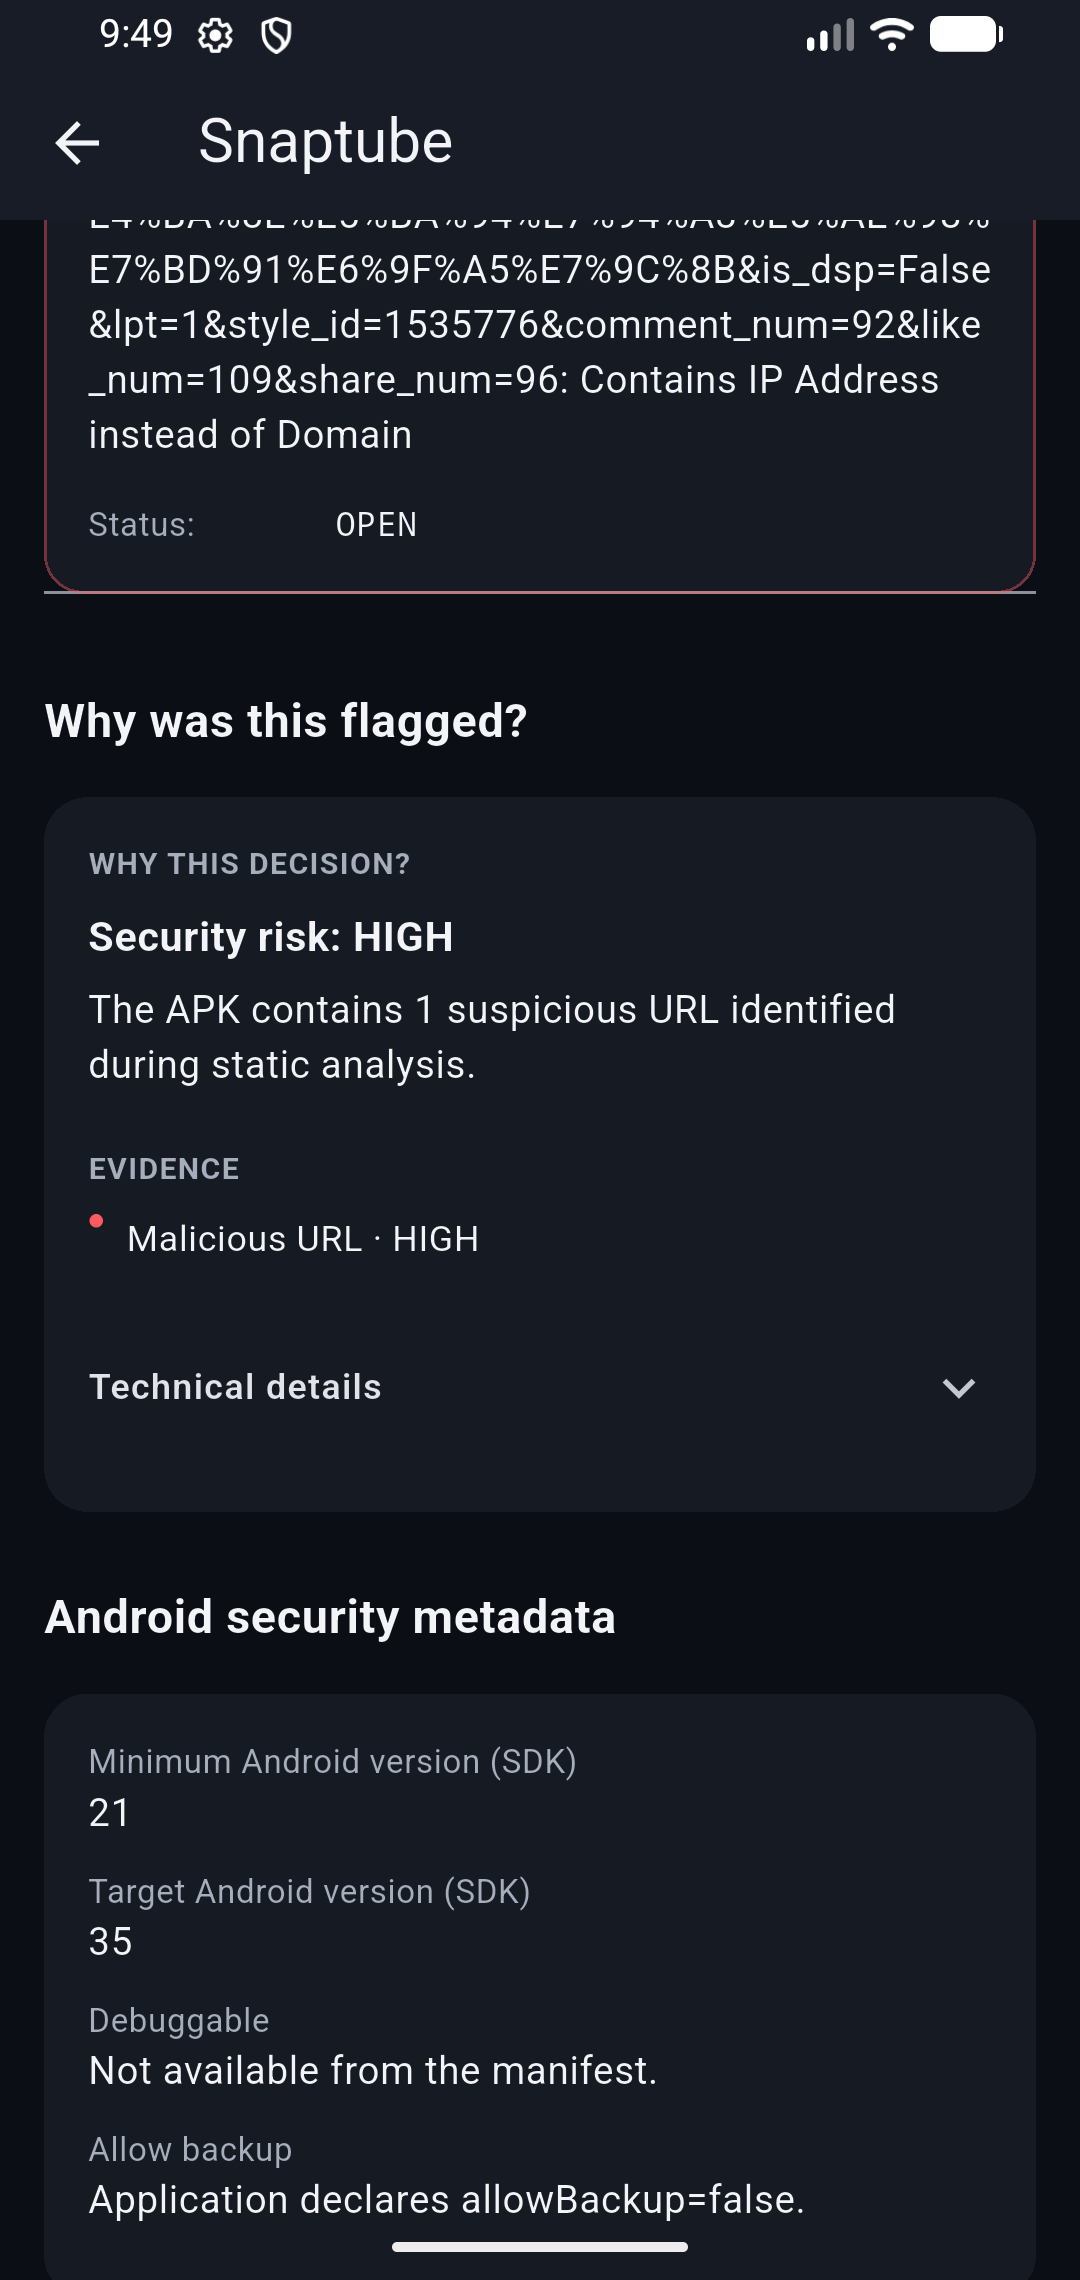 9:49
Snaptube
E7%BD%91%E6%9F%A5%E7%9C%8B&is_dsp=False
&lpt=1&style_id=1535776&comment_num=92&like
_num=109&share_num=96: Contains IP Address
instead of Domain
Status: OPEN
Why was this flagged?
WHY THIS DECISION?
Security risk: HIGH
The APK contains 1 suspicious URL identified
during static analysis.
EVIDENCE
Malicious URL · HIGH
Technical details
Android security metadata
Minimum Android version (SDK)
21
Target Android version (SDK)
35
Debuggable
Not available from the manifest.
Allow backup
Application declares allowBackup=false.